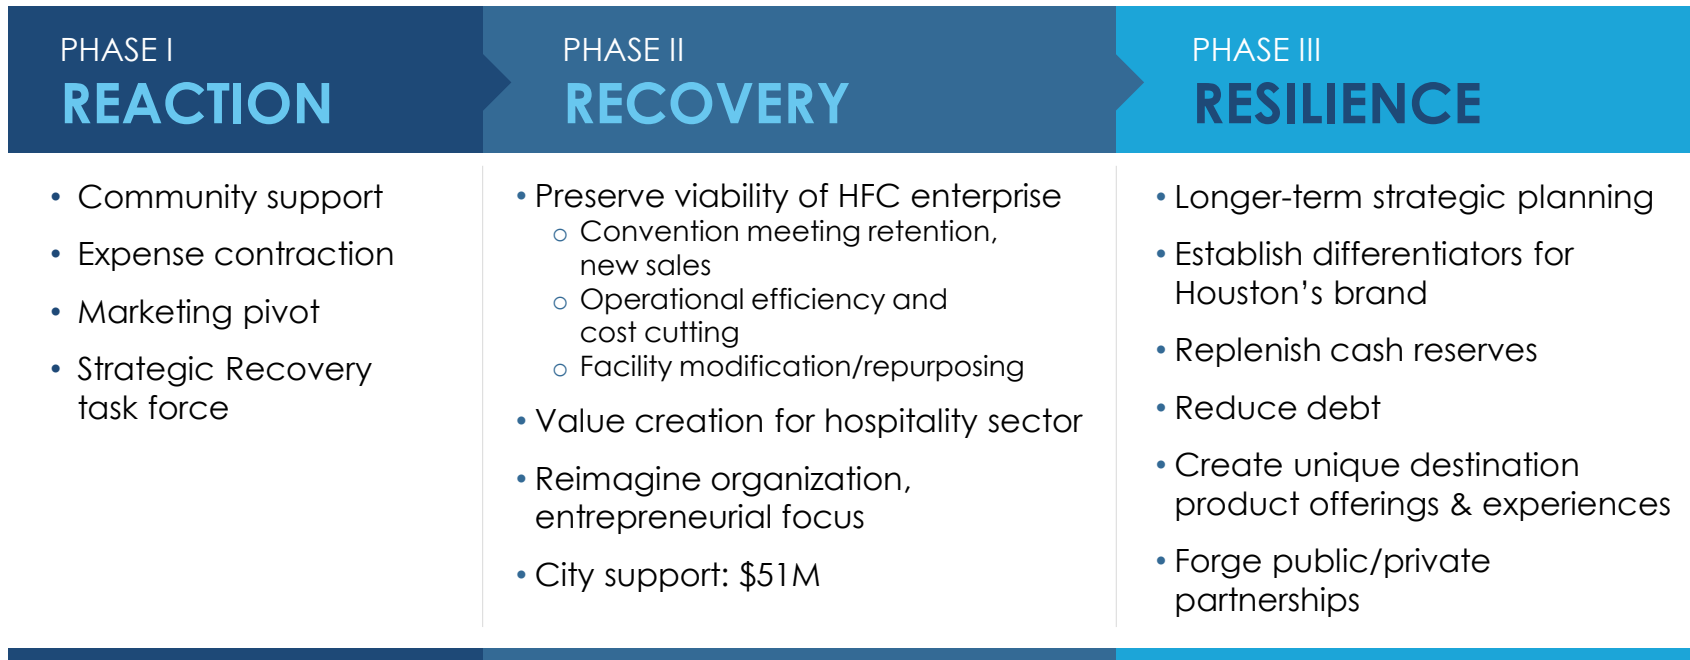 PHASE I
REACTION
• Community support
• Expense contraction
• Marketing pivot
• Strategic Recovery
task force
PHASE II
RECOVERY
• Preserve viability of HFC enterprise
o Convention meeting retention,
new sales
o Operational efficiency and
cost cutting
o Facility modification/repurposing
• Value creation for hospitality sector
• Reimagine organization,
entrepreneurial focus
• City support: $51M
PHASE III
RESILIENCE
• Longer-term strategic planning
• Establish differentiators for
Houston’s brand
• Replenish cash reserves
• Reduce debt
• Create unique destination
product offerings & experiences
• Forge public/private
partnerships